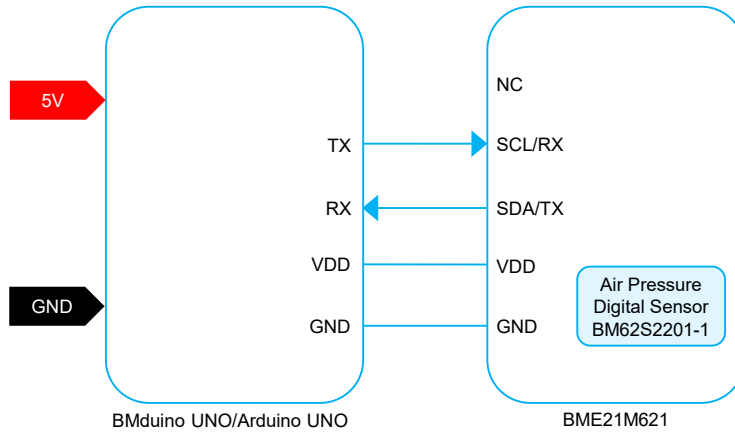 5V
GND
TX
RX
VDD
GND
BMduino UNO/Arduino UNO
NC
SCL/RX
SDA/TX
VDD
GND
Air Pressure
Digital Sensor
BM62S2201-1
BME21M621